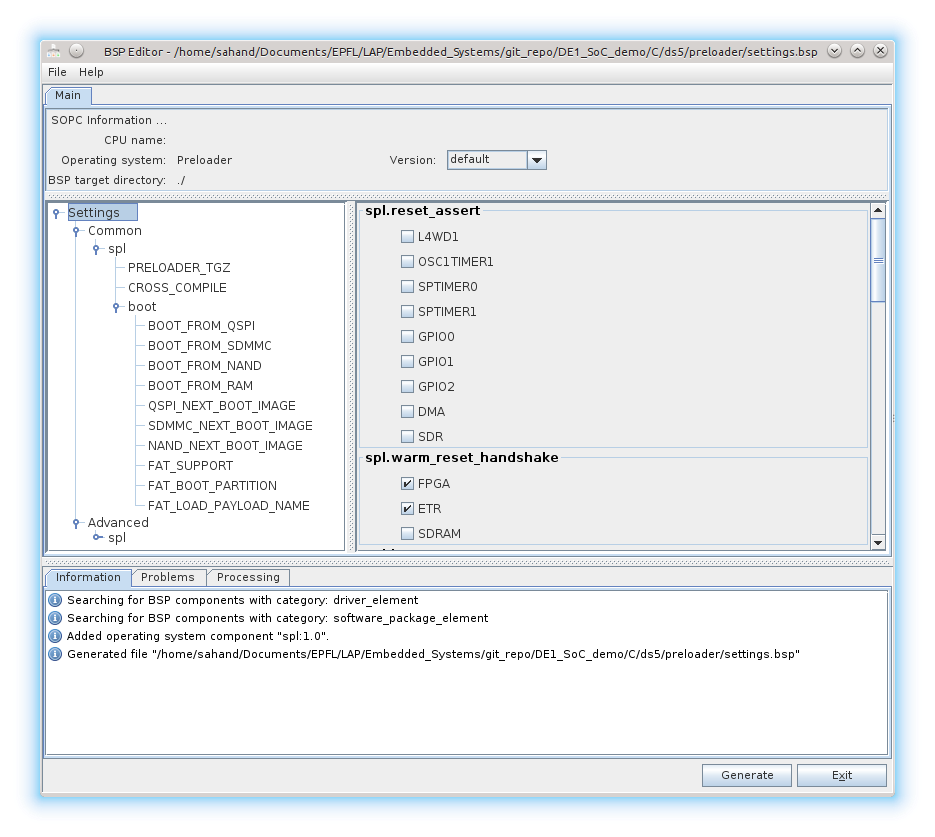 BSP Editor - /home/sahand/Documents/EPFL/LAP/Embedded_Systems/git_repo/DE1_SoC_demo/C/ds5/preloader/settings.bsp
File Help
Main
SOPC Information ...
CPU name:
Operating system: Preloader Version: default
BSP target directory: ./
Settings
Common
spl
PRELOADER_TGZ
CROSS_COMPILE
boot
BOOT_FROM_QSPI
BOOT_FROM_SDMMC
BOOT_FROM_NAND
BOOT_FROM_RAM
QSPI_NEXT_BOOT_IMAGE
SDMMC_NEXT_BOOT_IMAGE
NAND_NEXT_BOOT_IMAGE
FAT_SUPPORT
FAT_BOOT_PARTITION
FAT_LOAD_PAYLOAD_NAME
Advanced
spl
spl.reset_assert
L4WD1
OSC1TIMER1
SPTIMER0
SPTIMER1
GPIO0
GPIO1
GPIO2
DMA
SDR
spl.warm_reset_handshake
FPGA
ETR
SDRAM
Information Problems Processing
Searching for BSP components with category: driver_element
Searching for BSP components with category: software_package_element
Added operating system component "spl:1.0".
Generated file "/home/sahand/Documents/EPFL/LAP/Embedded_Systems/git_repo/DE1_SoC_demo/C/ds5/preloader/settings.bsp"
Generate Exit